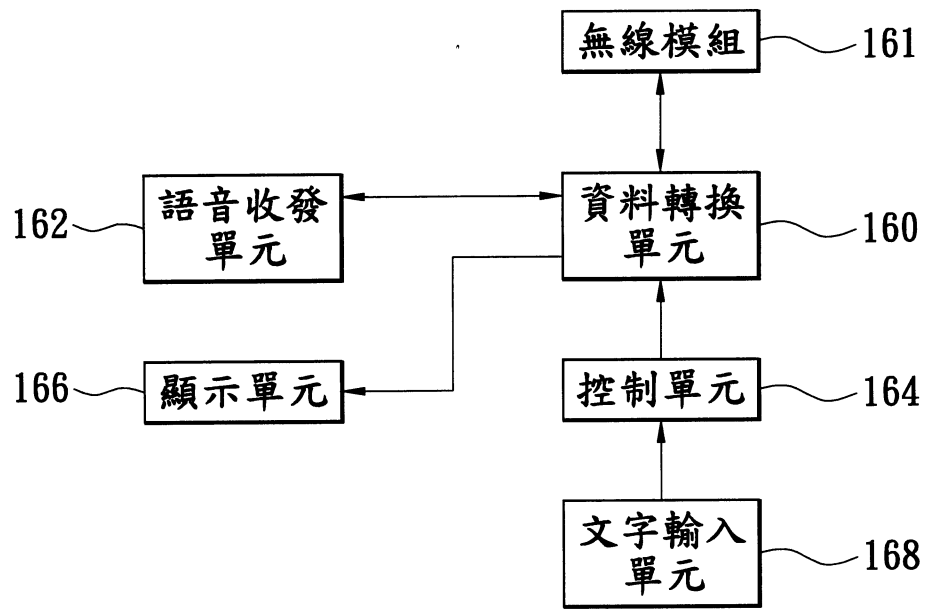 無線模組
161
語音收發
單元
162
資料轉換
單元
160
顯示單元
166
控制單元
164
文字輸入
單元
168